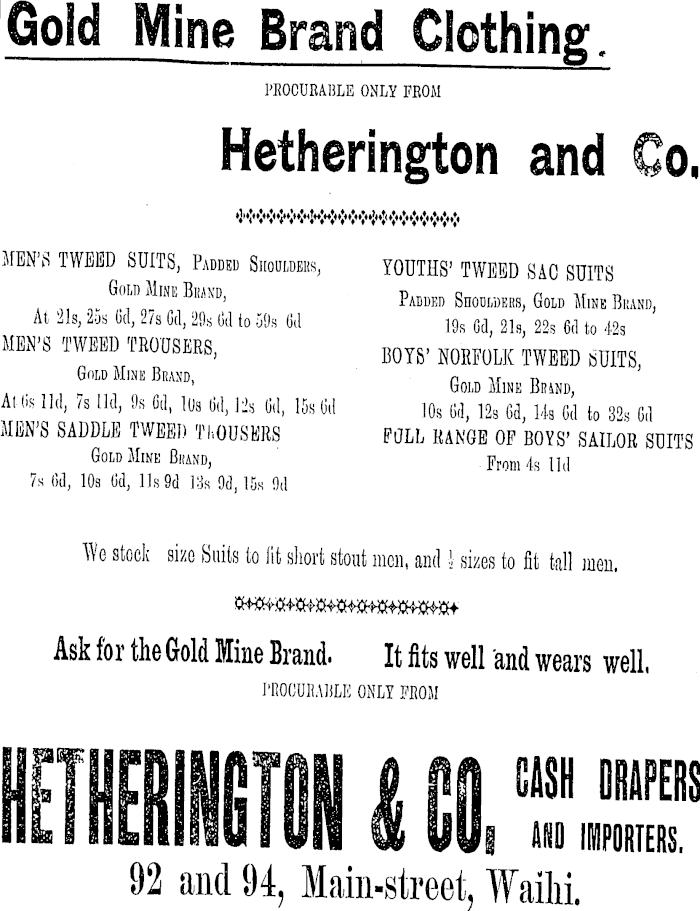 Gold Mine Brand Clothing.
PROCURABLE ONLY FROM
Hetherington and Co.
MEN'S TWEED SUITS, PADDED SHOULDERS,
GOLD MINE BRAND,
At 21s, 25s 6d, 27s 6d, 29s 6d to 59s 6d
MEN'S TWEED TROUSERS,
GOLD MINE BRAND,
At 6s 11d, 7s 11d, 9s 6d, 10s 6d, 12s 6d, 15s 6d
MEN'S SADDLE TWEED TROUSERS
GOLD MINE BRAND,
7s 6d, 10s 6d, 11s 9d 13s 9d, 15s 9d
YOUTHS' TWEED SAC SUITS
PADDED SHOULDERS, GOLD MINE BRAND,
19s 6d, 21s, 22s 6d to 42s
BOYS' NORFOLK TWEED SUITS,
GOLD MINE BRAND,
10s 6d, 12s 6d, 14s 6d to 32s 6d
FULL RANGE OF BOYS' SAILOR SUITS
From 4s 11d
We stock size Suits to fit short stout men, and ½ sizes to fit tall men.
Ask for the Gold Mine Brand. It fits well and wears well.
PROCURABLE ONLY FROM
HETHERINGTON & CO, CASH DRAPERS
AND IMPORTERS.
92 and 94, Main-street, Waihi.